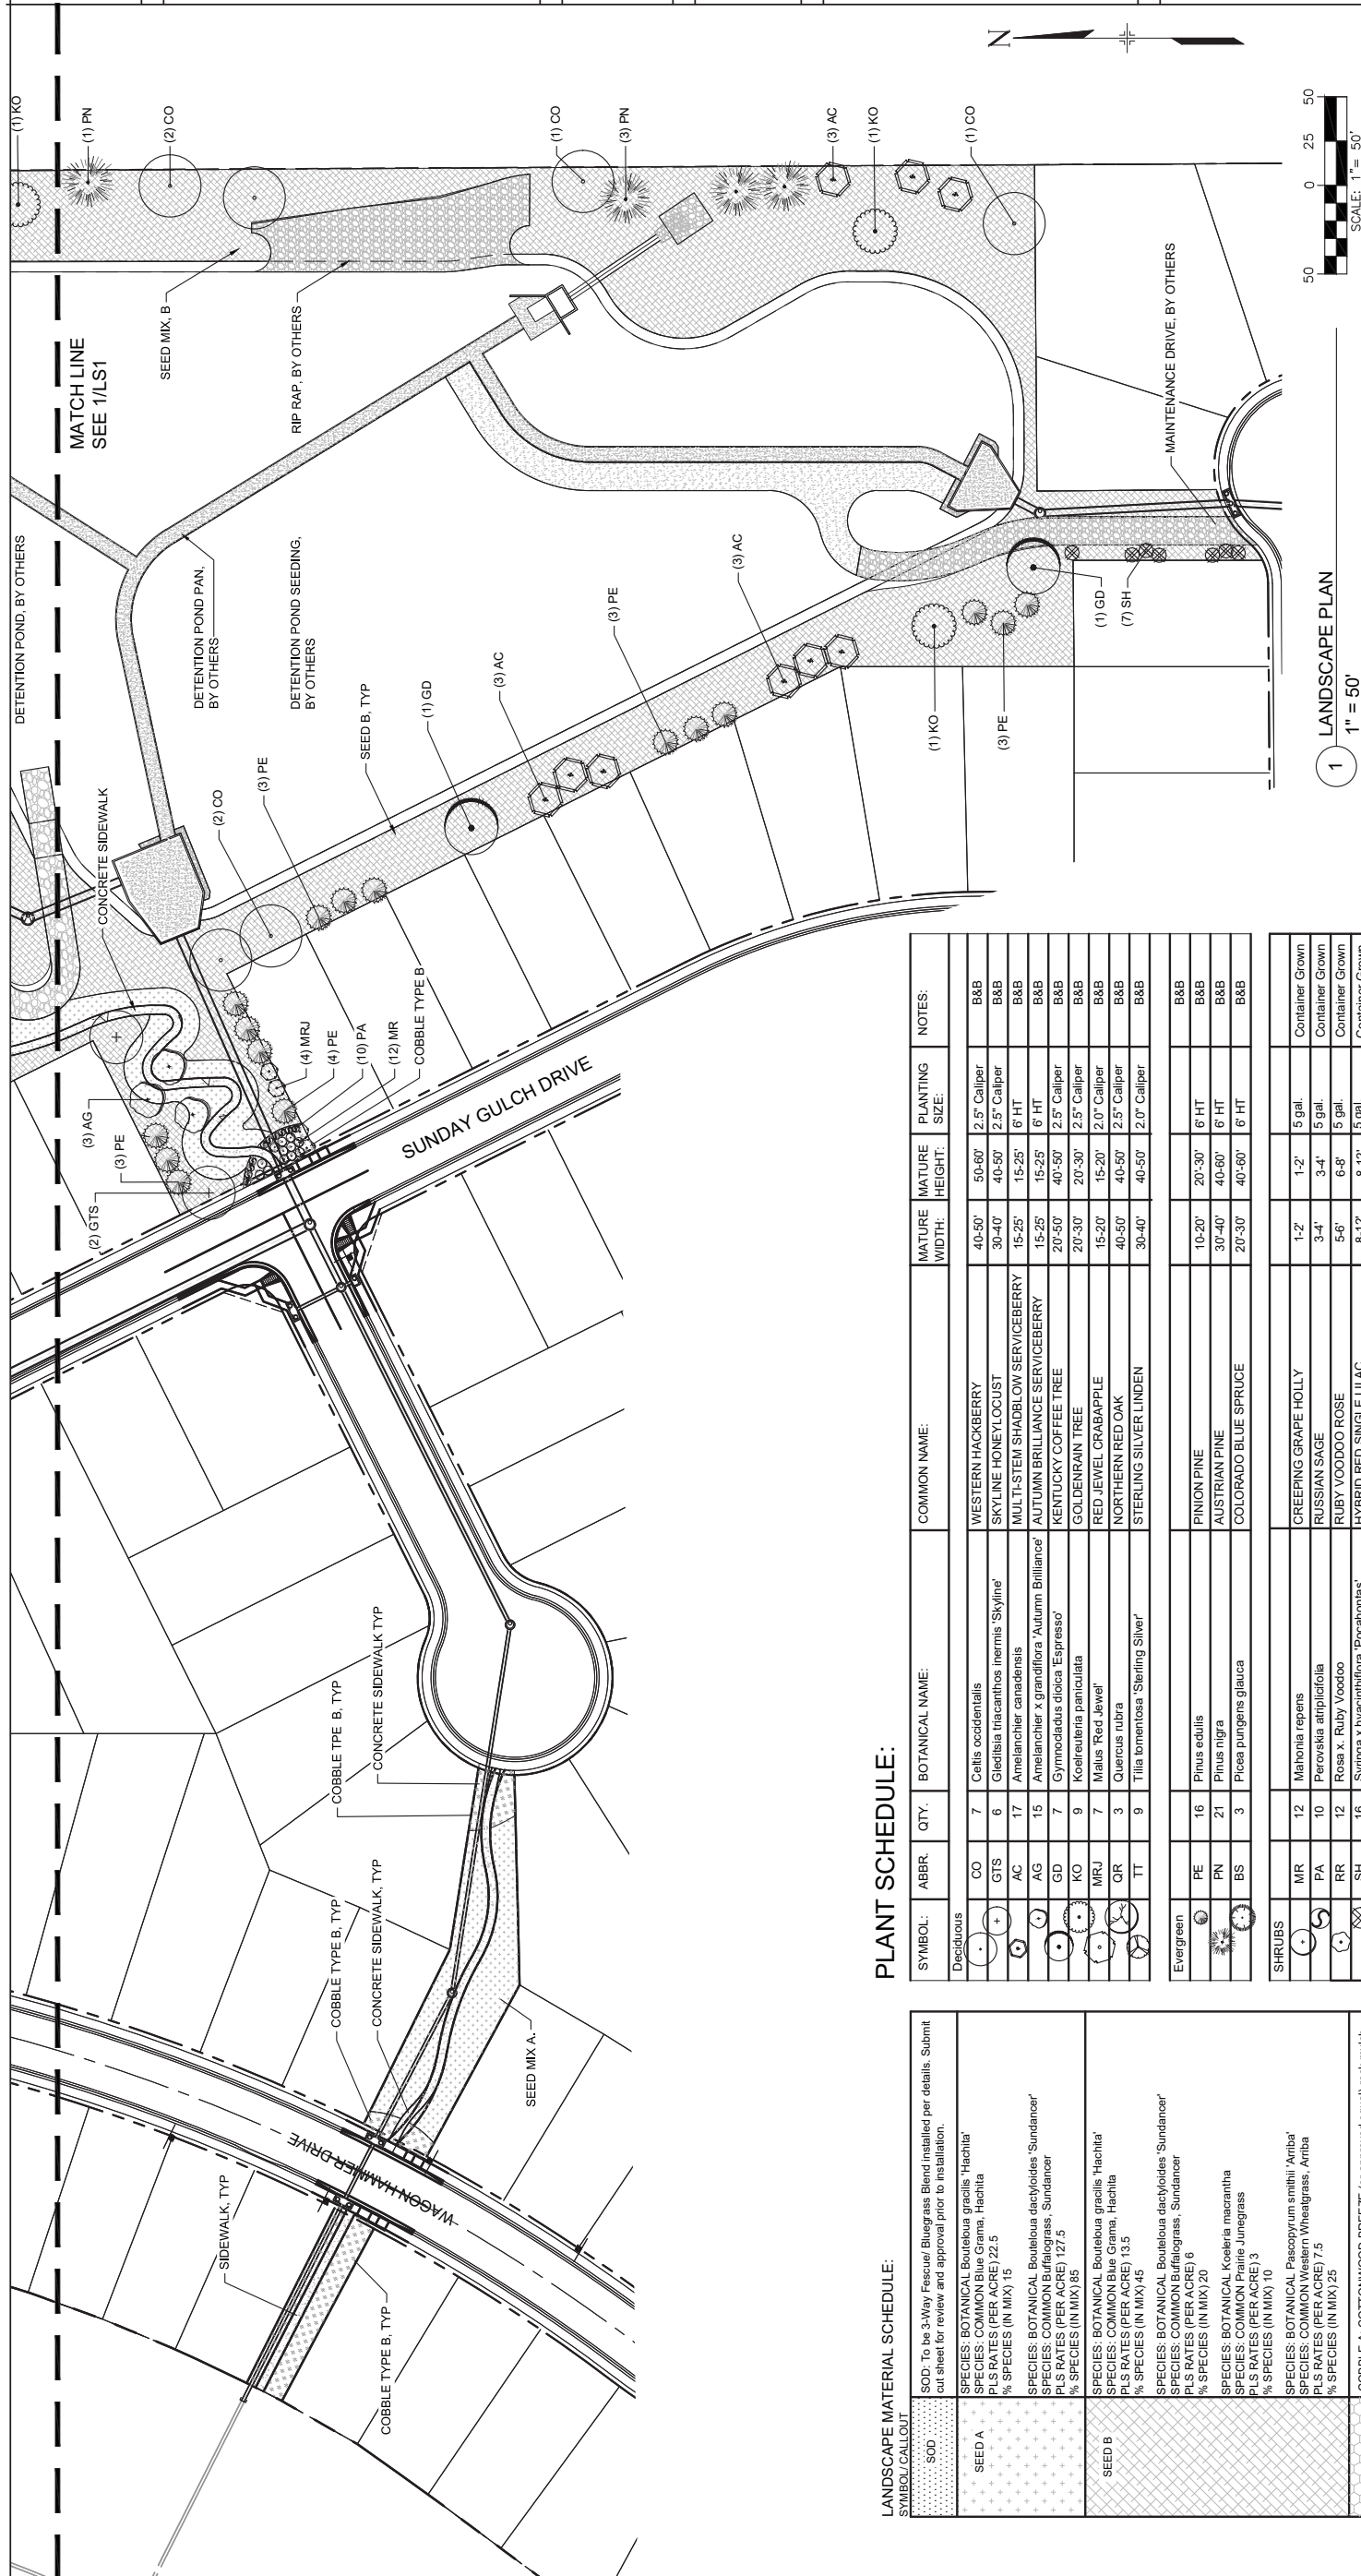 (1) KO
(1) PN
(2) CO
MATCH LINE
SEE 1/LS1
SEED MIX, B
RIP RAP, BY OTHERS
(1) CO
(3) PN
(3) AC
(1) KO
(1) CO
N
50
25
0
50
SCALE: 1"= 50'
MAINTENANCE DRIVE, BY OTHERS
DETENTION POND, BY OTHERS
DETENTION POND PAN,
BY OTHERS
DETENTION POND SEEDING,
BY OTHERS
SEED B, TYP
(1) GD
(3) AC
(3) PE
(3) AC
(1) KO
(3) PE
(1) GD
(7) SH
1
LANDSCAPE PLAN
1" = 50'
CONCRETE SIDEWALK
(2) CO
(3) PE
(3) AG
(3) PE
(2) GTS
(4) MRJ
(4) PE
(10) PA
(12) MR
COBBLE TYPE B
SUNDAY GULCH DRIVE
COBBLE TPE B, TYP
CONCRETE SIDEWALK TYP
COBBLE TYPE B, TYP
CONCRETE SIDEWALK, TYP
SEED MIX A.
WAGON HAMMER DRIVE
SIDEWALK, TYP
COBBLE TYPE B, TYP
PLANT SCHEDULE:
SYMBOL: ABBR. QTY. BOTANICAL NAME: COMMON NAME: MATURE WIDTH: MATURE HEIGHT: PLANTING SIZE: NOTES:
Deciduous
CO 7 Celtis occidentalis WESTERN HACKBERRY 40-50' 50-60' 2.5" Caliper B&B
GTS 6 Gleditsia triacanthos inermis 'Skyline' SKYLINE HONEYLOCUST 30-40' 40-50' 2.5" Caliper B&B
AC 17 Amelanchier canadensis MULTI-STEM SHADBLOW SERVICEBERRY 15-25' 15-25' 6' HT B&B
AG 15 Amelanchier x grandiflora 'Autumn Brilliance' AUTUMN BRILLIANCE SERVICEBERRY 15-25' 15-25' 6' HT B&B
GD 7 Gymnodadus dioica 'Espresso' KENTUCKY COFFEE TREE 20'-50' 40'-50' 2.5" Caliper B&B
KO 9 Koelreuteria paniculata GOLDENRAIN TREE 20'-30' 20'-30' 2.5" Caliper B&B
MRJ 7 Malus 'Red Jewel' RED JEWEL CRABAPPLE 15-20' 15-20' 2.0" Caliper B&B
QR 3 Quercus rubra NORTHERN RED OAK 40-50' 40-50' 2.5" Caliper B&B
TT 9 Tilia tomentosa 'Sterling Silver' STERLING SILVER LINDEN 30-40' 40-50' 2.0" Caliper B&B
Evergreen B&B
PE 16 Pinus edulis PINION PINE 10-20' 20'-30' 6' HT B&B
PN 21 Pinus nigra AUSTRIAN PINE 30'-40' 40-60' 6' HT B&B
BS 3 Picea pungens glauca COLORADO BLUE SPRUCE 20'-30' 40'-60' 6' HT B&B
SHRUBS
MR 12 Mahonia repens CREEPING GRAPE HOLLY 1-2' 1-2' 5 gal. Container Grown
PA 10 Perovskia atriplicifolia RUSSIAN SAGE 3-4' 3-4' 5 gal. Container Grown
RR 12 Rosa x. Ruby Voodoo RUBY VOODOO ROSE 5-6' 6-8' 5 gal. Container Grown
SH 16 Syringa x hyacinthiflora 'Pocahontas' HYBRID RED SINGLE LILAC 8-12' 8-12' 5 gal. Container Grown
LANDSCAPE MATERIAL SCHEDULE:
SYMBOL/ CALLOUT
SOD
SOD: To be 3-Way Fescue/ Bluegrass Blend installed per details. Submit
cut sheet for review and approval prior to installation.
SEED A
SPECIES: BOTANICAL Bouteloua gracilis 'Hachita'
SPECIES: COMMON Blue Grama, Hachita
PLS RATES (PER ACRE) 22.5
% SPECIES (IN MIX) 15
SPECIES: BOTANICAL Bouteloua dactyloides 'Sundancer'
SPECIES: COMMON Buffalograss, Sundancer
PLS RATES (PER ACRE) 127.5
% SPECIES (IN MIX) 85
SEED B
SPECIES: BOTANICAL Bouteloua gracilis 'Hachita'
SPECIES: COMMON Blue Grama, Hachita
PLS RATES (PER ACRE) 13.5
% SPECIES (IN MIX) 45
SPECIES: BOTANICAL Bouteloua dactyloides 'Sundancer'
SPECIES: COMMON Buffalograss, Sundancer
PLS RATES (PER ACRE) 6
% SPECIES (IN MIX) 20
SPECIES: BOTANICAL Koeleria macrantha
SPECIES: COMMON Prairie Junegrass
PLS RATES (PER ACRE) 3
% SPECIES (IN MIX) 10
SPECIES: BOTANICAL Pascopyrum smithii 'Arriba'
SPECIES: COMMON Western Wheatgrass, Arriba
PLS RATES (PER ACRE) 7.5
% SPECIES (IN MIX) 25